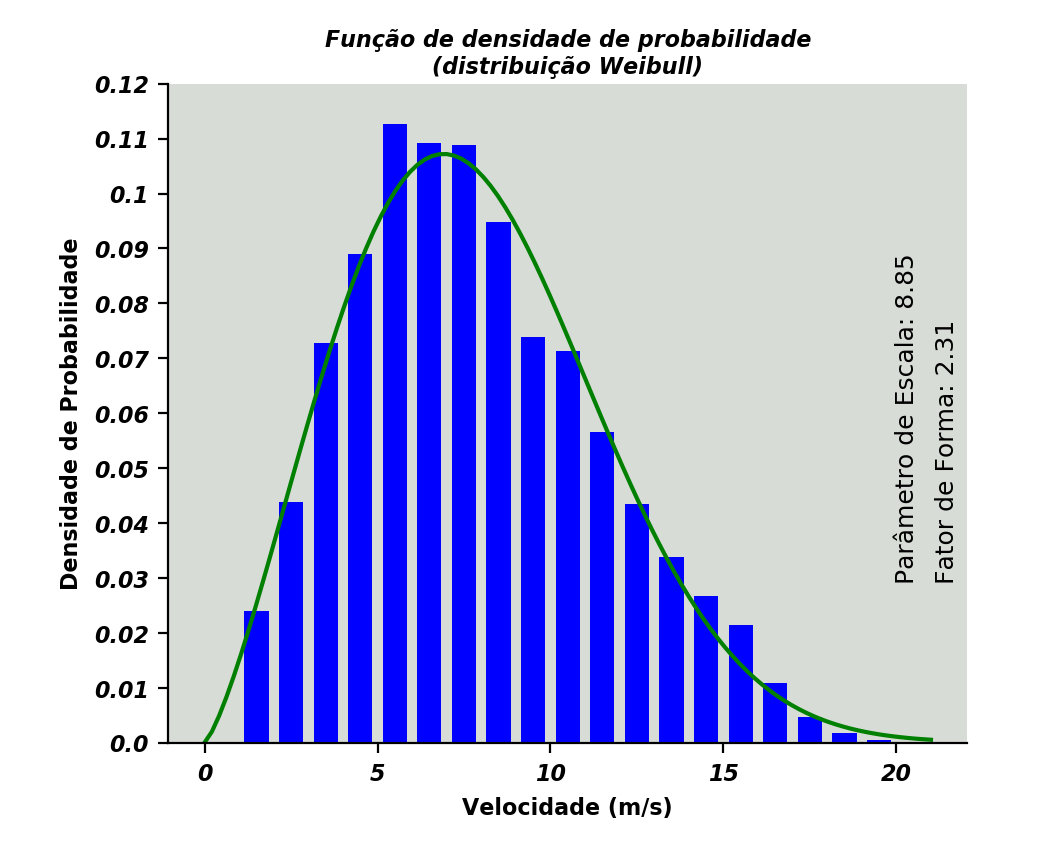 Função de densidade de probabilidade
(distribuição Weibull)
Densidade de Probabilidade
0.12
0.11
0.1
0.09
0.08
0.07
0.06
0.05
0.04
0.03
0.02
0.01
0.0
Parâmetro de Escala: 8.85
Fator de Forma: 2.31
0 5 10 15 20
Velocidade (m/s)